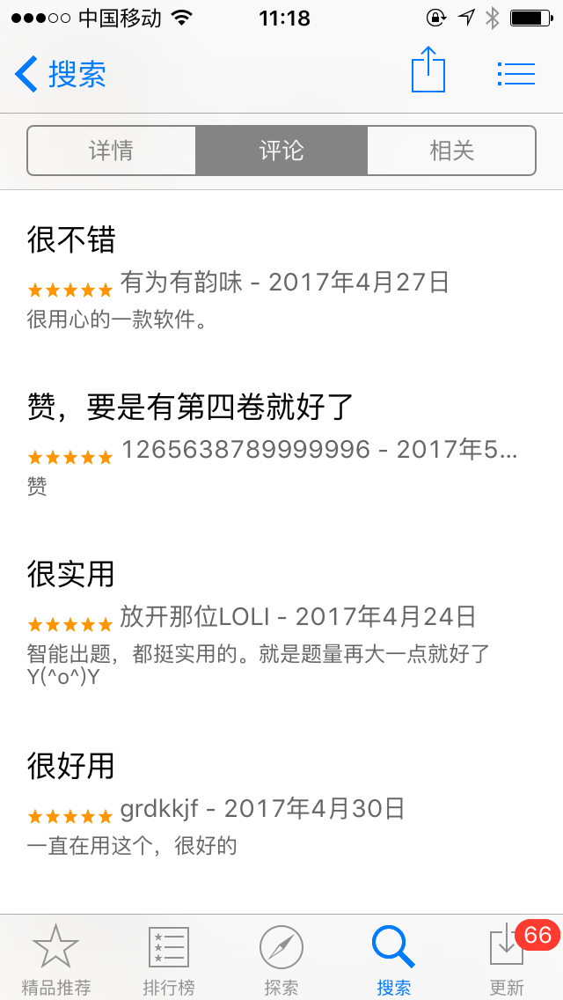 中国移动 11:18
搜索
详情 评论 相关
很不错
有为有韵味 - 2017年4月27日
很用心的一款软件。
赞，要是有第四卷就好了
1265638789999996 - 2017年5...
赞
很实用
放开那位LOLI - 2017年4月24日
智能出题，都挺实用的。就是题量再大一点就好了
Y(^o^)Y
很好用
grdkkjf - 2017年4月30日
一直在用这个，很好的
66
精品推荐 排行榜 探索 搜索 更新